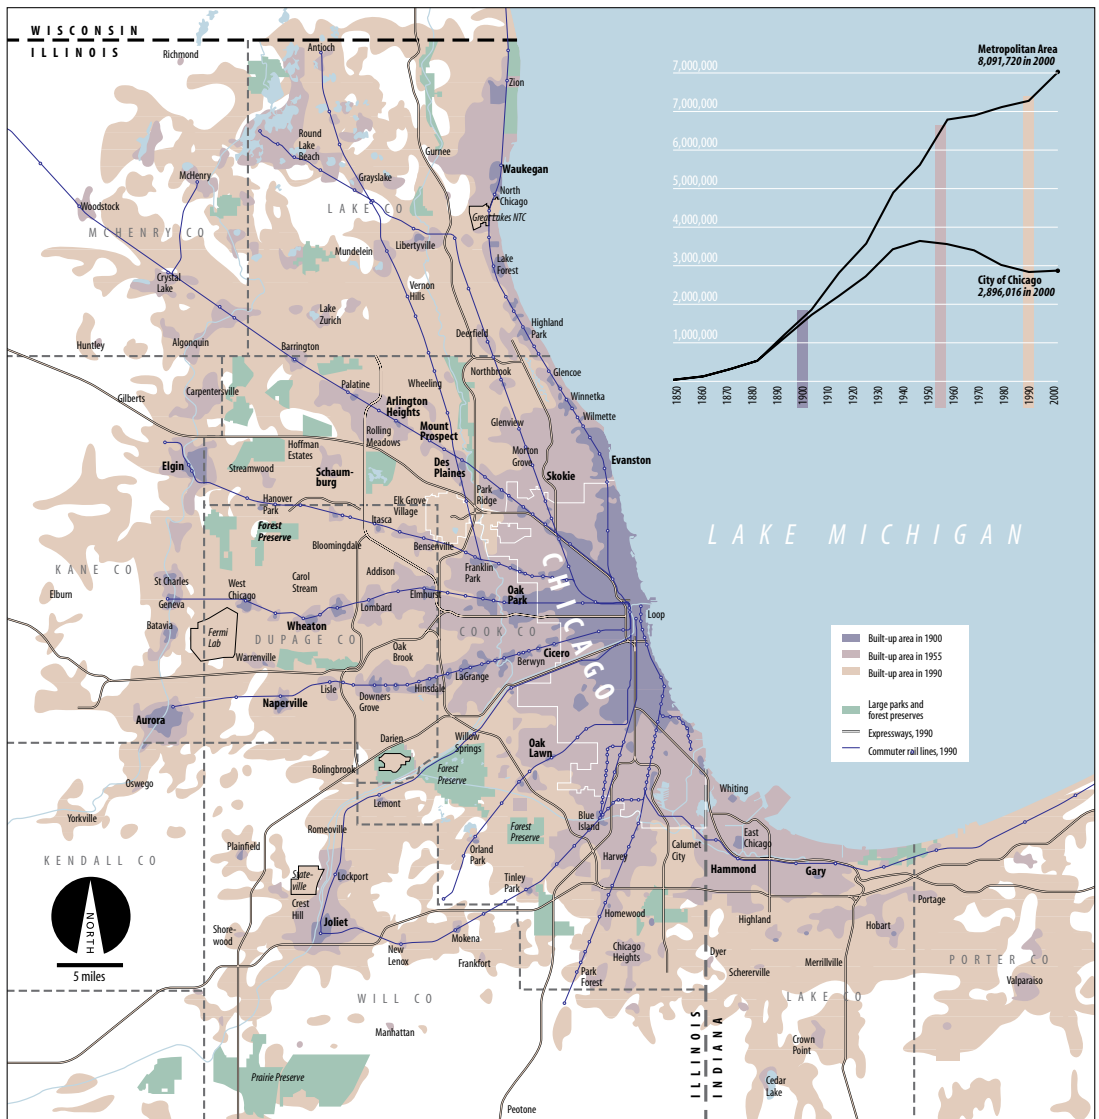 WISCONSIN
ILLINOIS
Richmond
Antioch
Zion
Metropolitan Area
8,091,720 in 2000
7,000,000
7,000,000
6,000,000
5,000,000
4,000,000
3,000,000
2,000,000
1,000,000
City of Chicago
2,896,016 in 2000
1850
1860
1870
1880
1890
1900
1910
1920
1930
1940
1950
1960
1970
1980
1990
2000
Round
Lake
Beach
Gurnee
Waukegan
McHenry
Grayslake
North
Chicago
Woodstock
LAKE CO
Great Lakes NTC
MCHENRY CO
Mundelein
Libertyville
Lake
Forest
Crystal
Lake
Vernon
Hills
Lake
Zurich
Highland
Park
Deerfield
Huntley
Algonquin
Barrington
Northbrook
Glencoe
Gilberts
Carpentersville
Palatine
Wheeling
Winnetka
Arlington
Heights
Wilmette
Rolling
Meadows
Mount
Prospect
Glenview
Hoffman
Estates
Morton
Grove
Evanston
Elgin
Streamwood
Schaum-
burg
Des
Plaines
Skokie
Hanover
Park
Elk Grove
Village
Park
Ridge
Forest
Preserve
Itasca
LAKE MICHIGAN
Bloomingdale
Bensenville
CHICAGO
KANE CO
Elburn
St Charles
Geneva
West
Chicago
Carol
Stream
Addison
Franklin
Park
Elmhurst
Oak
Park
Lombard
Loop
Batavia
Fermi
Lab
Wheaton
DUPAGE CO
COOK CO
Warrenville
Oak
Brook
Cicero
Berwyn
Built-up area in 1900
Built-up area in 1955
Built-up area in 1990
Large parks and
forest preserves
Expressways, 1990
Commuter rail lines, 1990
LaGrange
Lisle
Hinsdale
Naperville
Downers
Grove
Aurora
Darien
Willow
Springs
Oak
Lawn
Bolingbrook
Forest
Preserve
Oswego
Lemont
Whiting
Yorkville
Romeoville
Blue
Island
Forest
Preserve
East
Chicago
Plainfield
Orland
Park
Harvey
Calumet
City
KENDALL CO
State-
ville
Lockport
Tinley
Park
Hammond
Gary
Crest
Hill
Portage
NORTH
5 miles
Joliet
Homewood
Highland
Hobart
Shore-
wood
Mokena
New
Lenox
Frankfort
Chicago
Heights
Dyer
Schererville
Merrillville
PORTER CO
Valparaiso
Park
Forest
WILL CO
LAKE CO
Manhattan
ILLINOIS
INDIANA
Crown
Point
Prairie Preserve
Cedar
Lake
Peotone